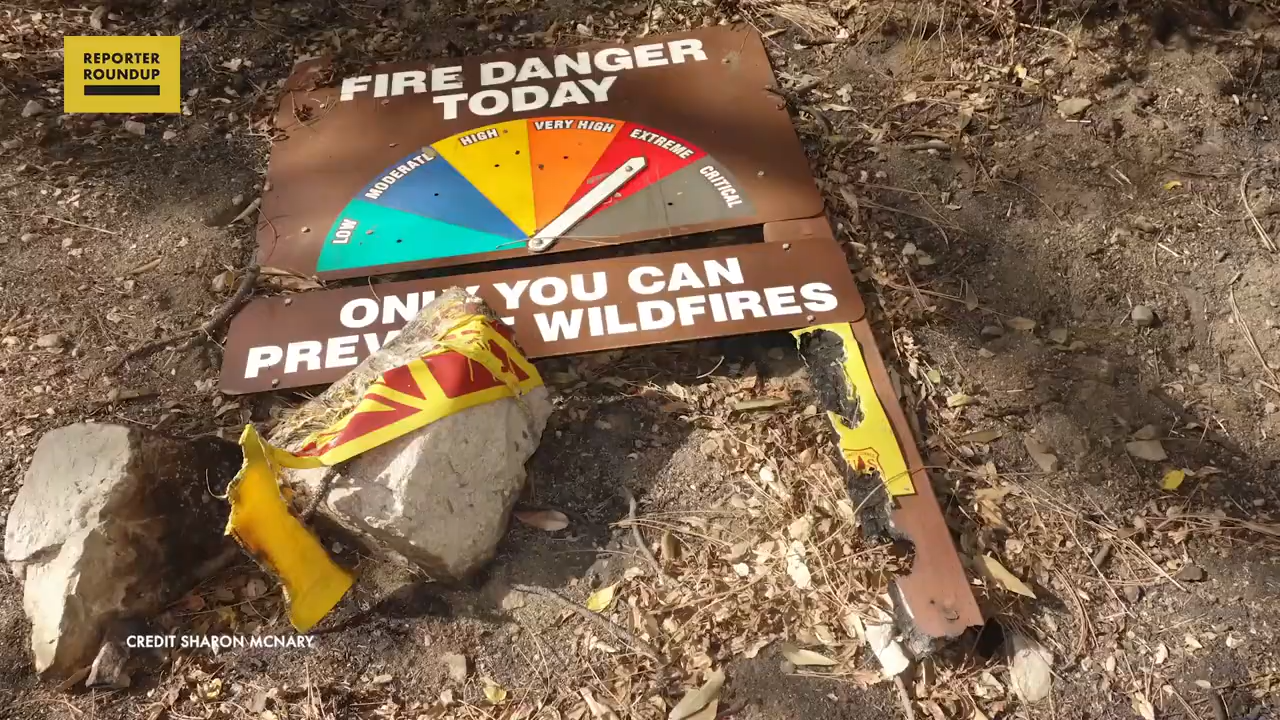 REPORTER
ROUNDUP
FIRE DANGER
TODAY
LOW
MODERATE
HIGH
VERY HIGH
EXTREME
CRITICAL
ONLY YOU CAN
PREVENT WILDFIRES
CREDIT SHARON MCNARY